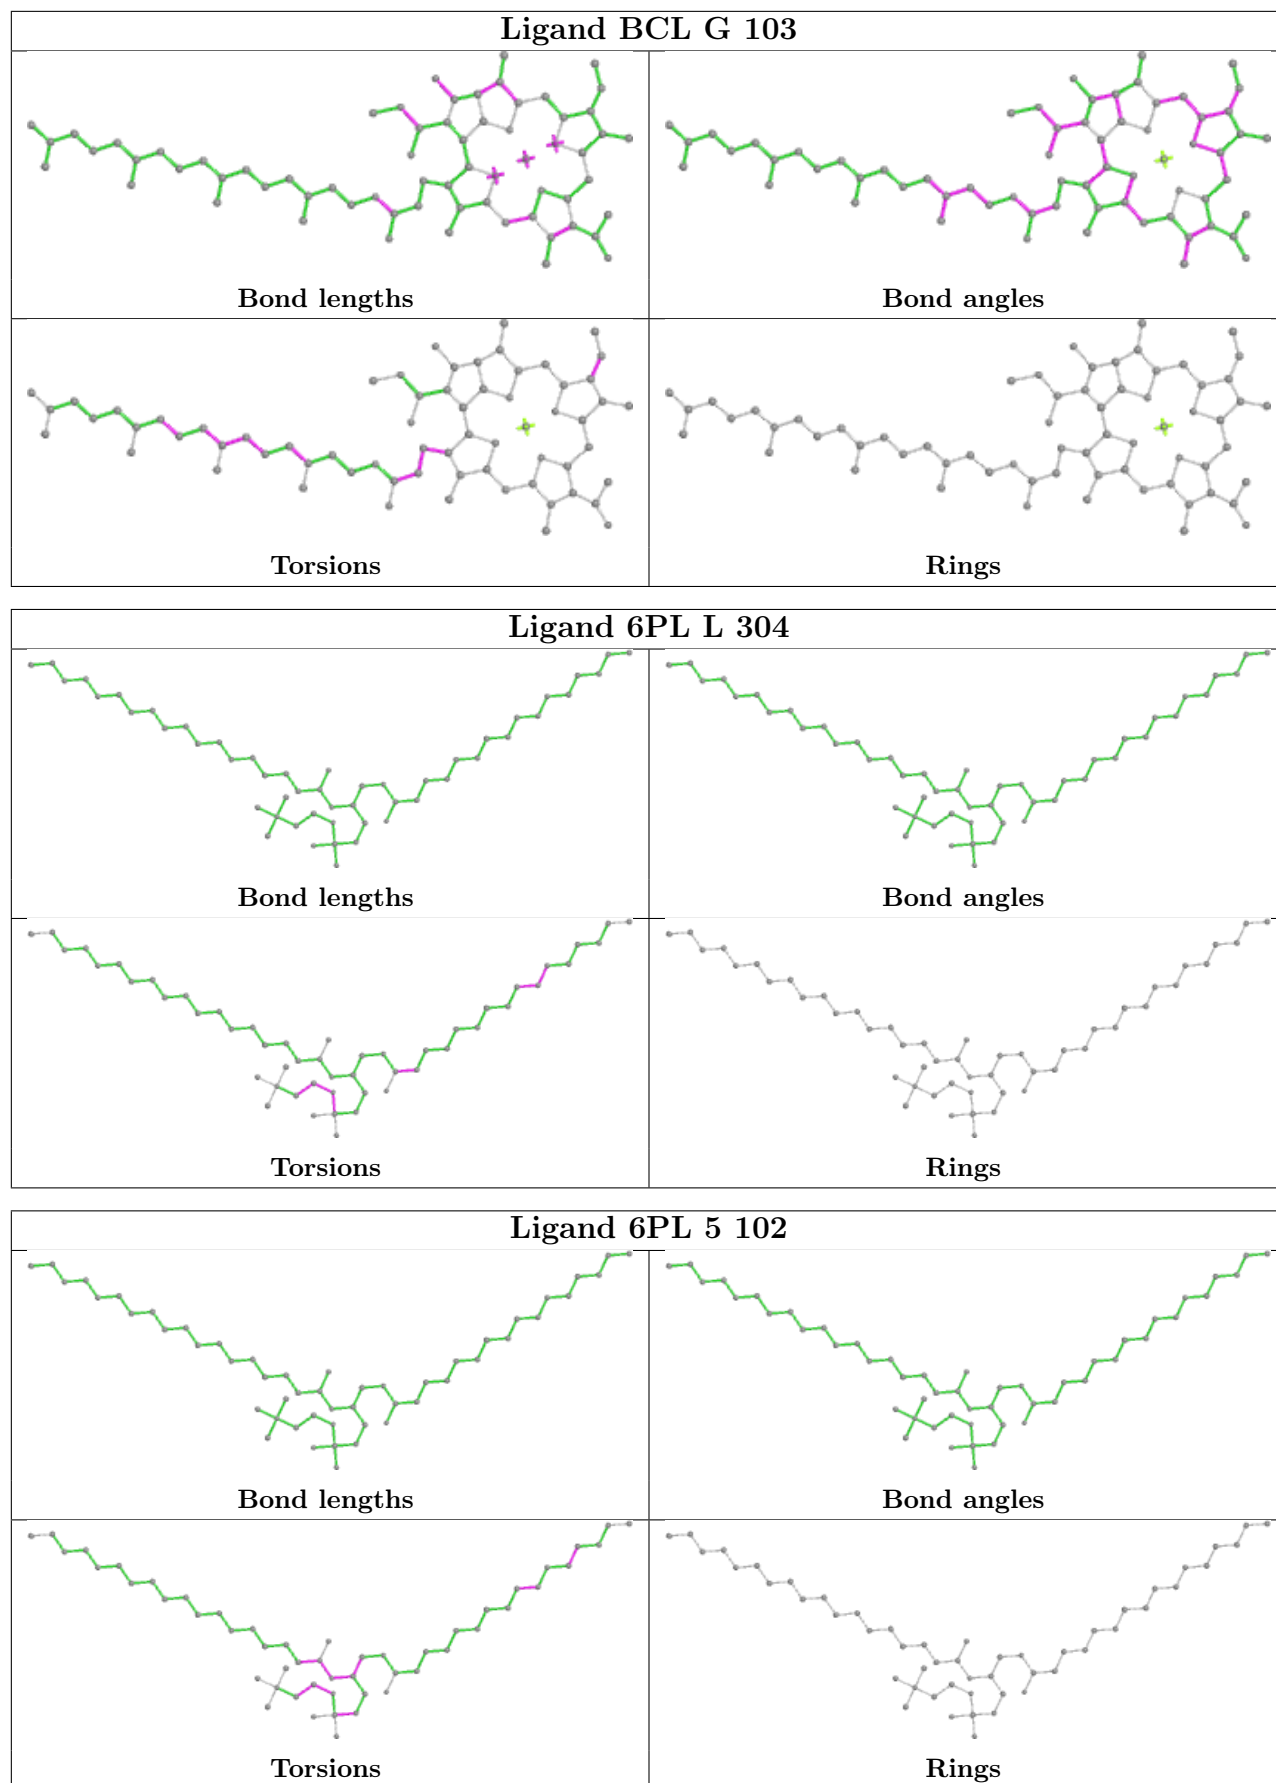 Ligand BCL G 103
Bond lengths
Bond angles
Torsions
Rings
Ligand 6PL L 304
Bond lengths
Bond angles
Torsions
Rings
Ligand 6PL 5 102
Bond lengths
Bond angles
Torsions
Rings